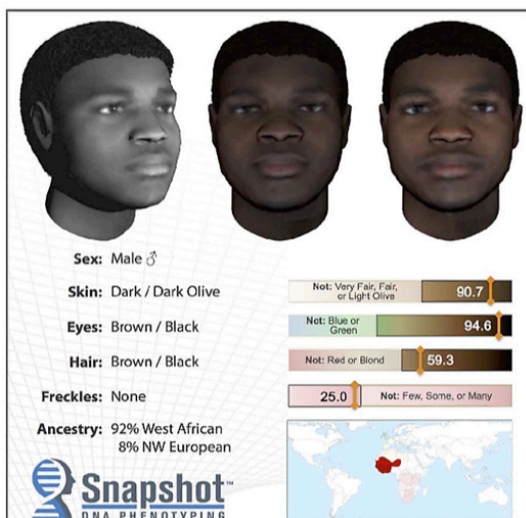 Sex: Male ♂
Skin: Dark / Dark Olive
Not: Very Fair, Fair,
or Light Olive
90.7
Eyes: Brown / Black
Not: Blue or
Green
94.6
Hair: Brown / Black
Not: Red or Blond
59.3
Freckles: None
25.0
Not: Few, Some, or Many
Ancestry: 92% West African
8% NW European
Snapshot™
DNA PHENOTYPING